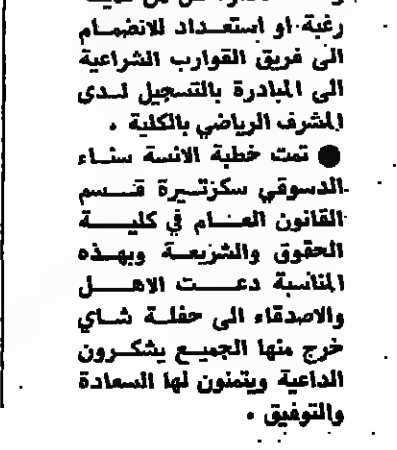 رغبة او استعداد للانضمام
الى فريق القوارب الشراعية
الى المبادرة بالتسجيل لدى
المشرف الرياضي بالكلية .
● تمت خطبة الانسة سناء
الدسوقي سكرتيرة قسم
القانون العام في كلية
الحقوق والشريعة وبهذه
المناسبة دعت الاهل
والاصدقاء الى حفلة شاي
خرج منها الجميع يشكرون
الداعية ويتمنون لها السعادة
والتوفيق .